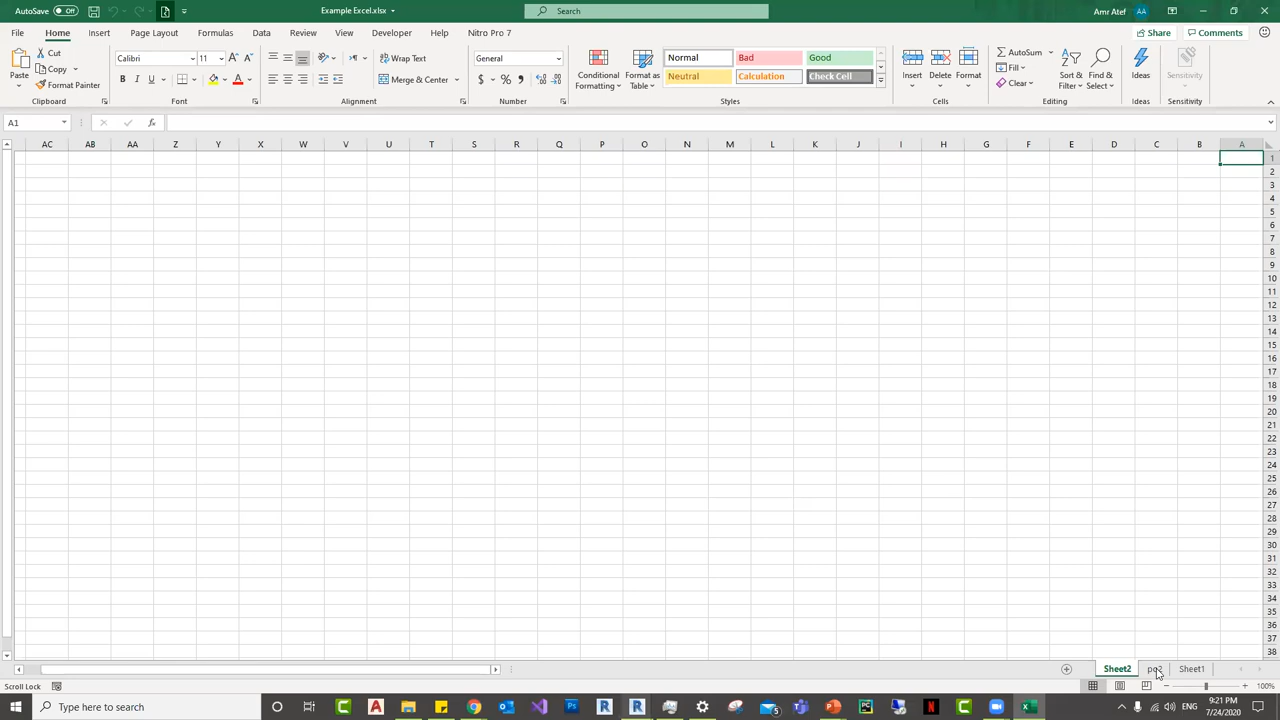 AutoSave Off
Example Excel.xlsx
Search
Amr Atef AA
File Home Insert Page Layout Formulas Data Review View Developer Help Nitro Pro 7
Share Comments
Paste
Cut
Copy
Format Painter
Clipboard
Calibri 11
B I U A
Font
Wrap Text
Merge & Center
Alignment
General
$ % ,
Number
Conditional Formatting
Format as Table
Normal Bad Good
Neutral Calculation Check Cell
Styles
Insert Delete Format
Cells
AutoSum
Fill
Clear
Sort & Filter
Find & Select
Editing
Ideas
Ideas
Sensitivity
Sensitivity
A1 fx
AC AB AA Z Y X W V U T S R Q P O N M L K J I H G F E D C B A
1
2
3
4
5
6
7
8
9
10
11
12
13
14
15
16
17
18
19
20
21
22
23
24
25
26
27
28
29
30
31
32
33
34
35
36
37
38
Sheet2 Sheet1
Scroll Lock
100%
Type here to search
9:21 PM
7/24/2020